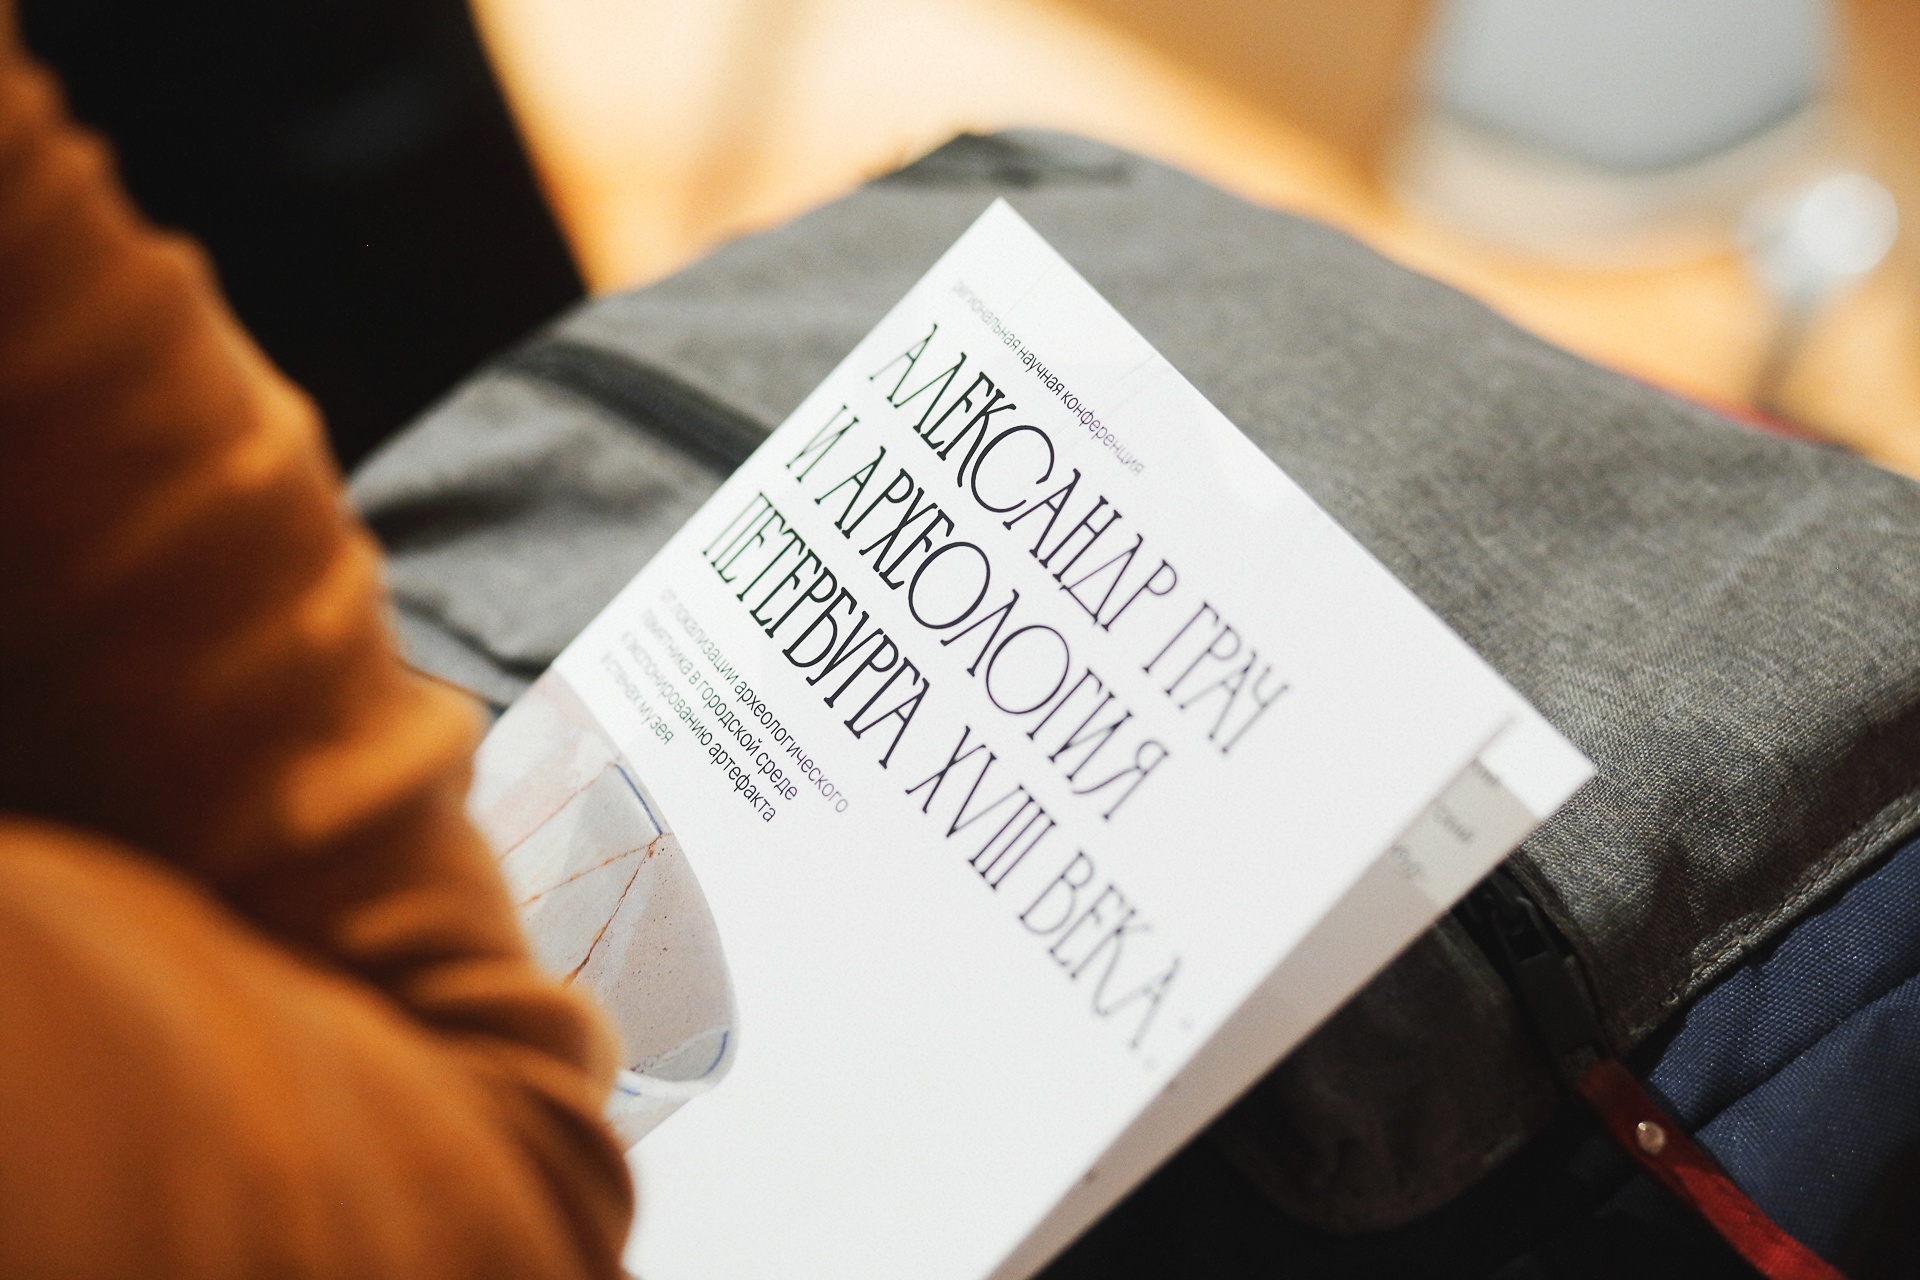 региональная научная конференция
АЛЕКСАНДР ГРАЧ
И АРХЕОЛОГИЯ
ПЕТЕРБУРГА XVIII ВЕКА:
от локализации археологического
памятника в городской среде
к экспонированию артефакта
в стенах музея